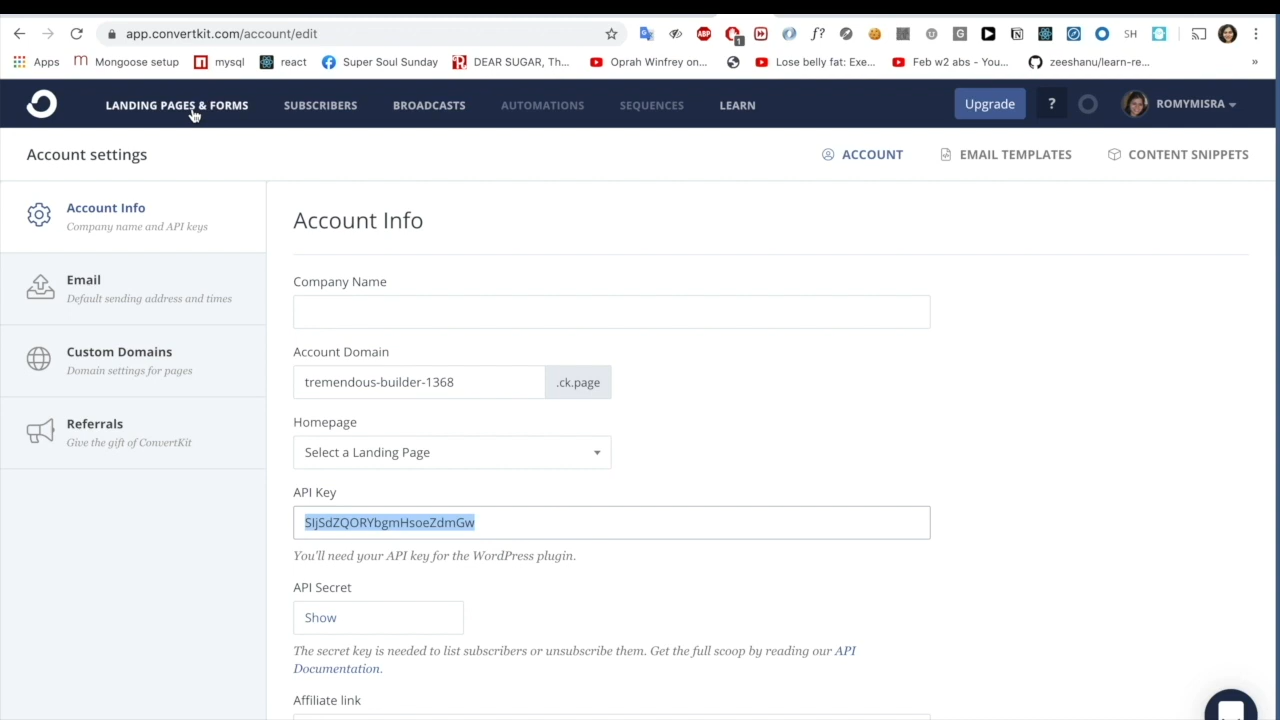 app.convertkit.com/account/edit
ABP
1
f?
G
SH
Apps
Mongoose setup
mysql
react
Super Soul Sunday
DEAR SUGAR, Th...
Oprah Winfrey on...
Lose belly fat: Exe...
Feb w2 abs - You...
zeeshanu/learn-re...
»
LANDING PAGES & FORMS
SUBSCRIBERS
BROADCASTS
AUTOMATIONS
SEQUENCES
LEARN
Upgrade
?
ROMYMISRA
Account settings
ACCOUNT
EMAIL TEMPLATES
CONTENT SNIPPETS
Account Info
Company name and API keys
Email
Default sending address and times
Custom Domains
Domain settings for pages
Referrals
Give the gift of ConvertKit
Account Info
Company Name
Account Domain
tremendous-builder-1368
.ck.page
Homepage
Select a Landing Page
API Key
SIjSdZQORYbgmHsoeZdmGw
You'll need your API key for the WordPress plugin.
API Secret
Show
The secret key is needed to list subscribers or unsubscribe them. Get the full scoop by reading our API
Documentation.
Affiliate link